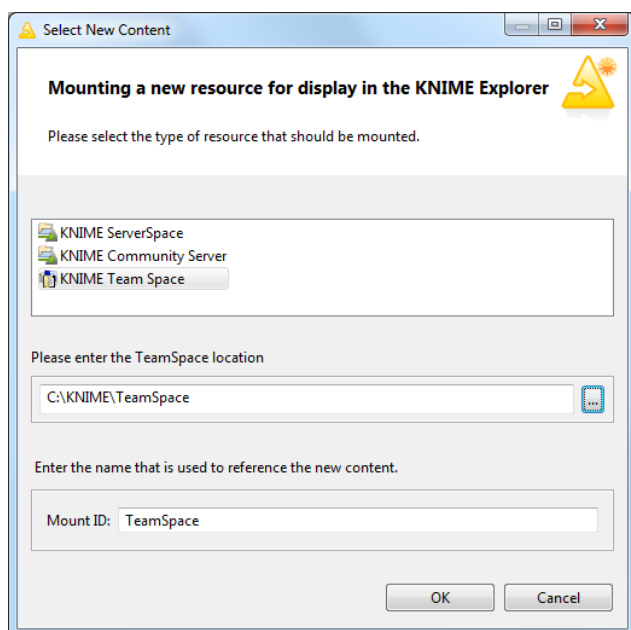 Select New Content
Mounting a new resource for display in the KNIME Explorer
Please select the type of resource that should be mounted.
KNIME ServerSpace
KNIME Community Server
KNIME Team Space
Please enter the TeamSpace location
C:\KNIME\TeamSpace
...
Enter the name that is used to reference the new content.
Mount ID: TeamSpace
OK Cancel